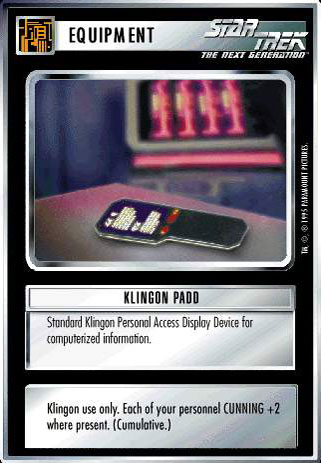 EQUIPMENT
STAR TREK
THE NEXT GENERATION®
TM, ©, ® 1995 PARAMOUNT PICTURES.
KLINGON PADD
Standard Klingon Personal Access Display Device for
computerized information.
Klingon use only. Each of your personnel CUNNING +2
where present. (Cumulative.)